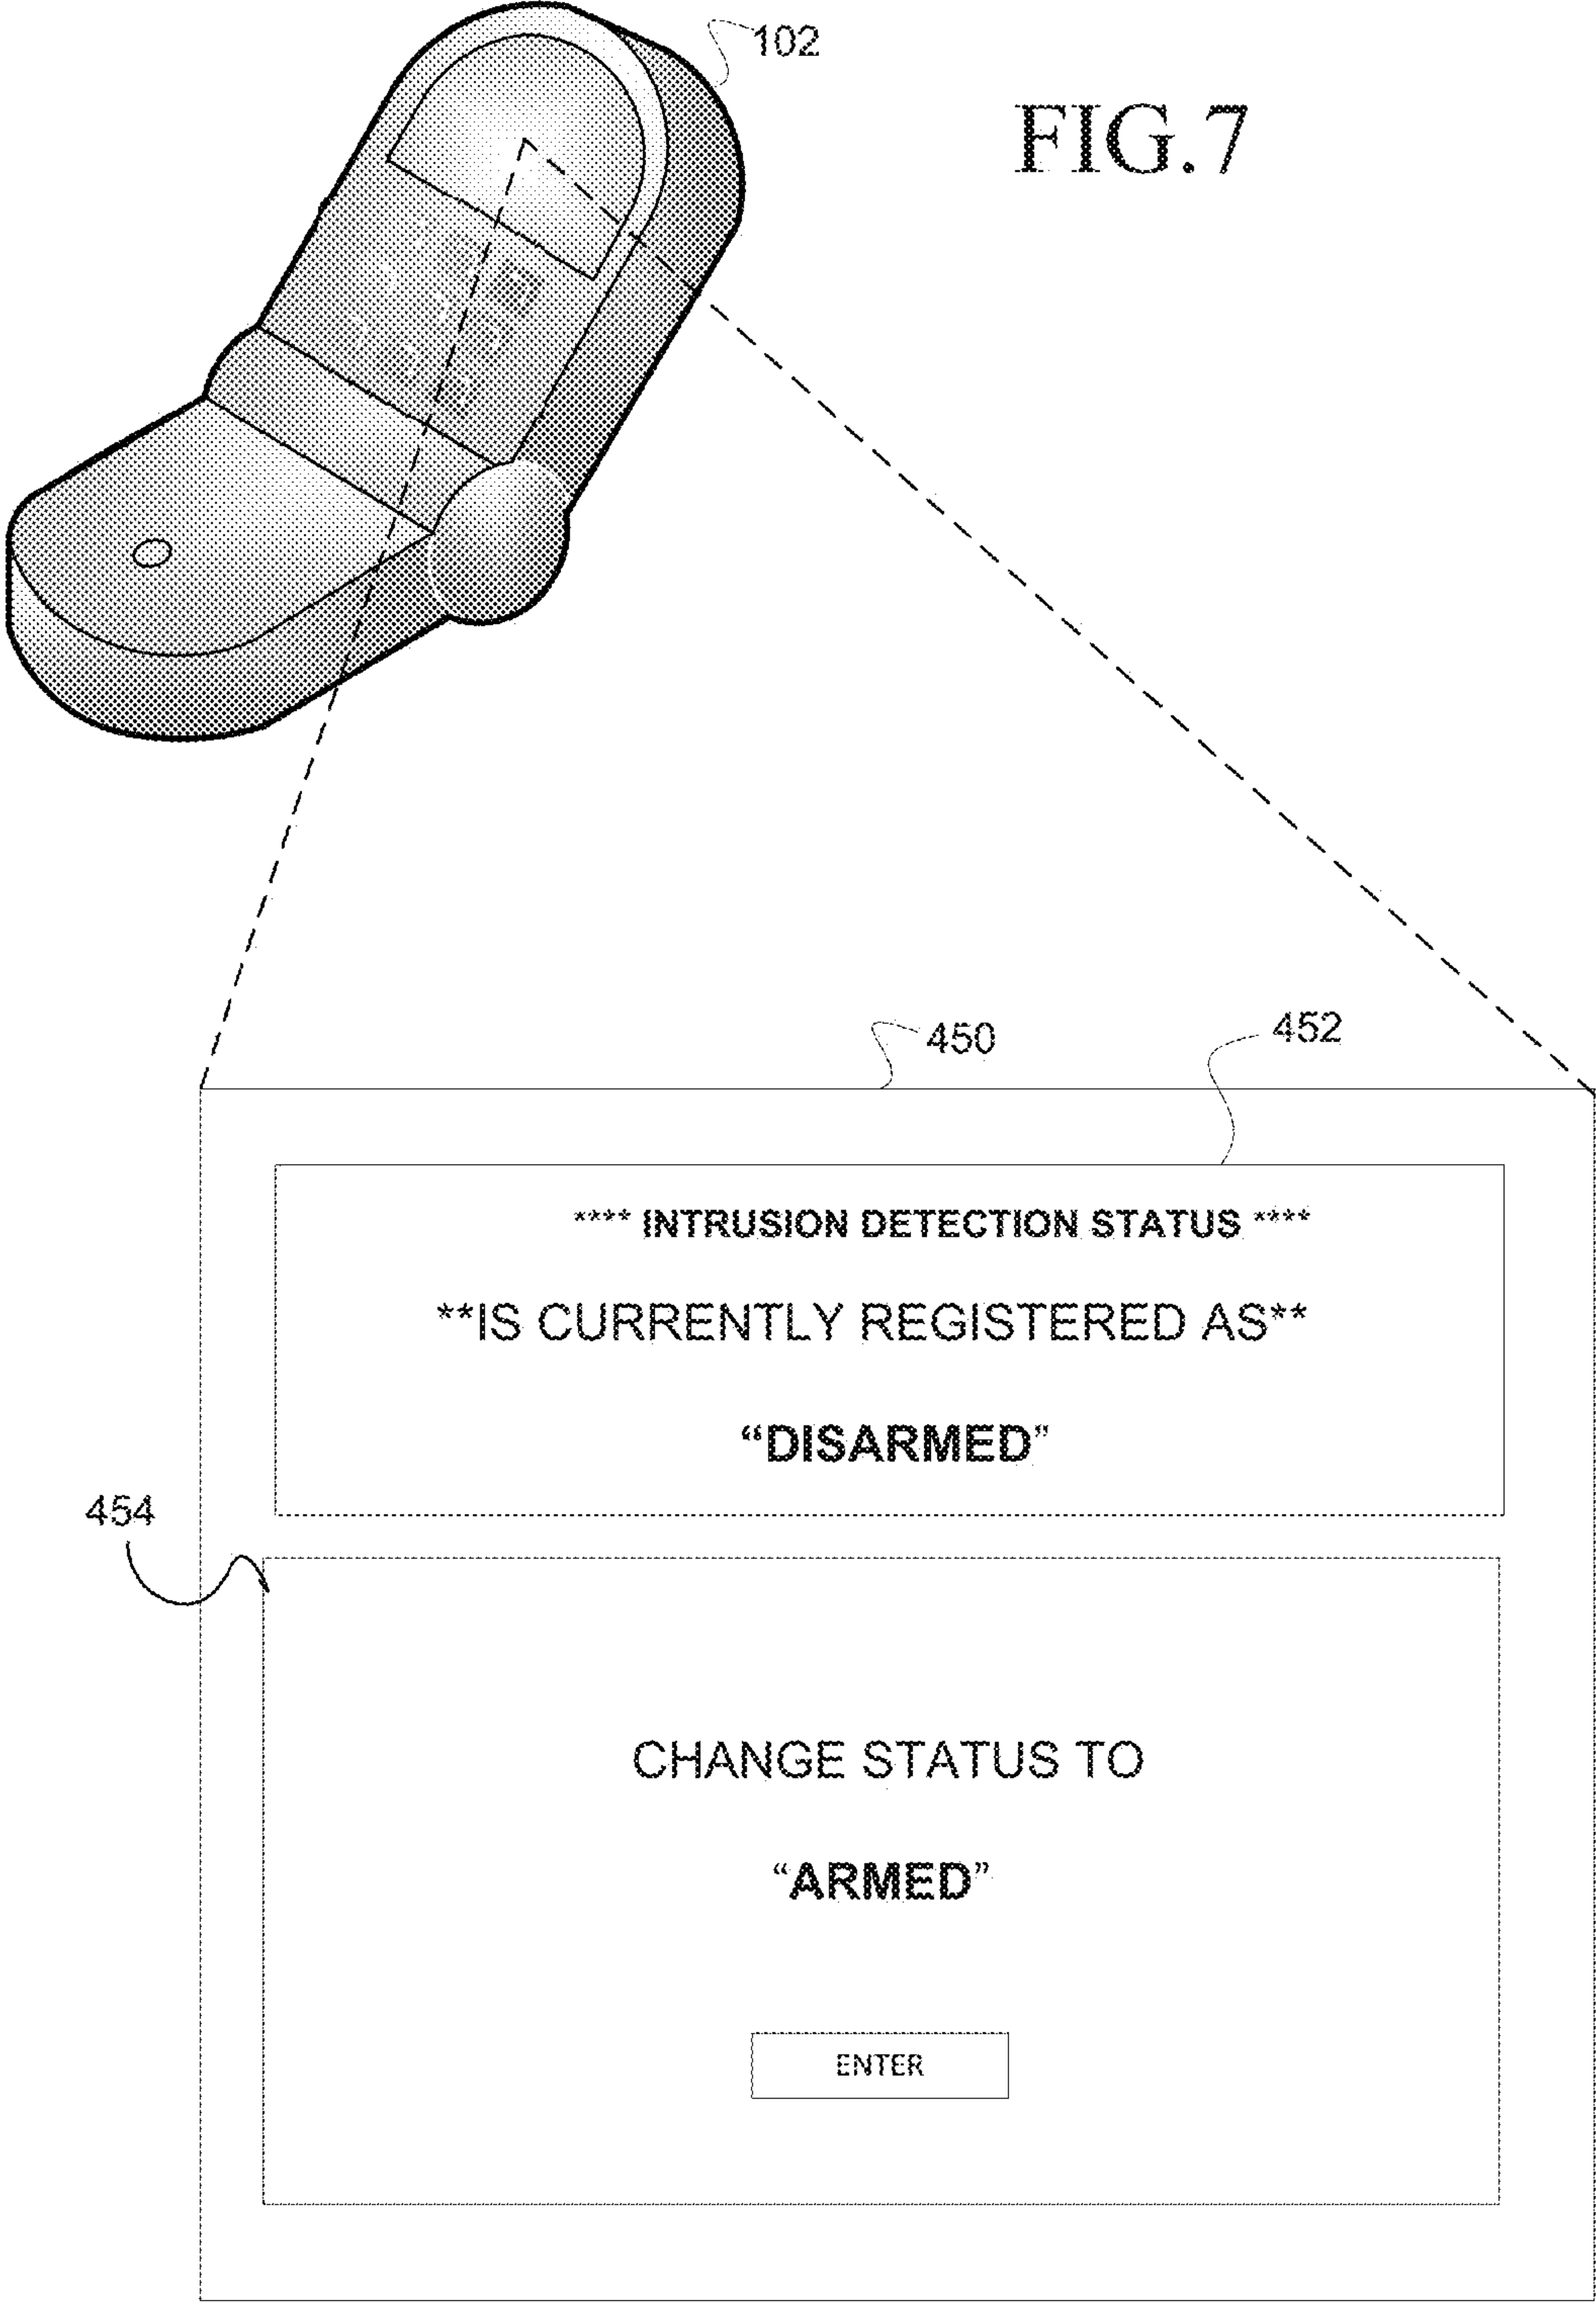 102
FIG.7
450
452
**** INTRUSION DETECTION STATUS ****
**IS CURRENTLY REGISTERED AS**
“DISARMED”
454
CHANGE STATUS TO
“ARMED”
ENTER